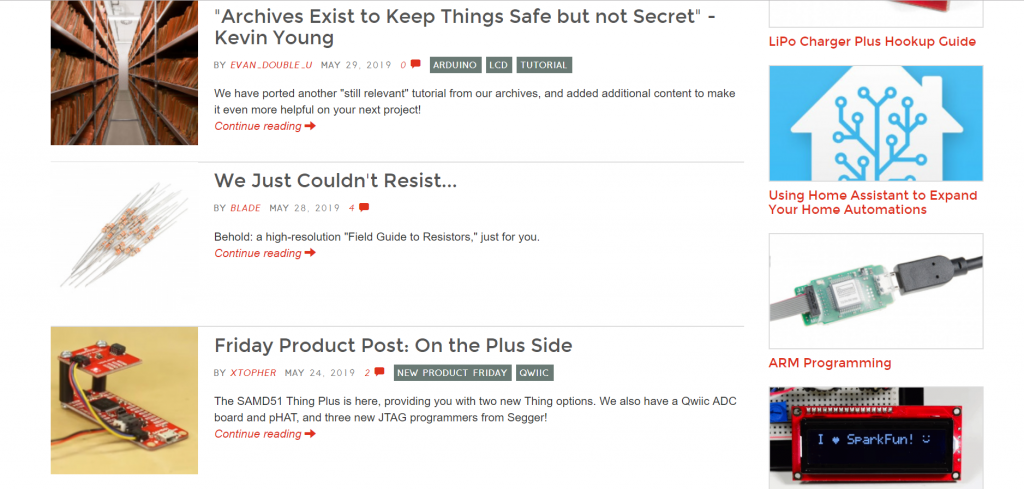 "Archives Exist to Keep Things Safe but not Secret" -
Kevin Young
BY EVAN_DOUBLE_U MAY 29, 2019 0 ARDUINO LCD TUTORIAL
We have ported another "still relevant" tutorial from our archives, and added additional content to make
it even more helpful on your next project!
Continue reading
We Just Couldn't Resist...
BY BLADE MAY 28, 2019 4
Behold: a high-resolution "Field Guide to Resistors," just for you.
Continue reading
Friday Product Post: On the Plus Side
BY XTOPHER MAY 24, 2019 2 NEW PRODUCT FRIDAY QWIIC
The SAMD51 Thing Plus is here, providing you with two new Thing options. We also have a Qwiic ADC
board and pHAT, and three new JTAG programmers from Segger!
Continue reading
LiPo Charger Plus Hookup Guide
Using Home Assistant to Expand
Your Home Automations
ARM Programming
I ♥ SparkFun!